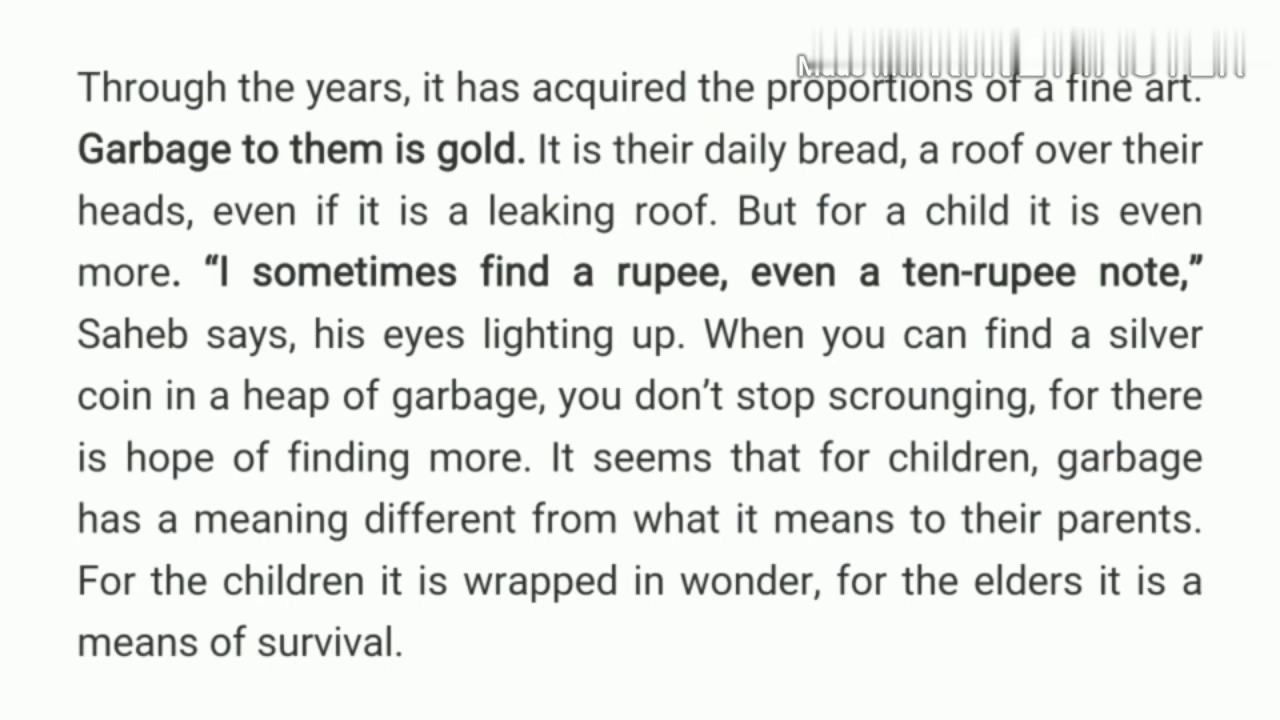 Through the years, it has acquired the proportions of a fine art.
Garbage to them is gold. It is their daily bread, a roof over their
heads, even if it is a leaking roof. But for a child it is even
more. “I sometimes find a rupee, even a ten-rupee note,”
Saheb says, his eyes lighting up. When you can find a silver
coin in a heap of garbage, you don’t stop scrounging, for there
is hope of finding more. It seems that for children, garbage
has a meaning different from what it means to their parents.
For the children it is wrapped in wonder, for the elders it is a
means of survival.